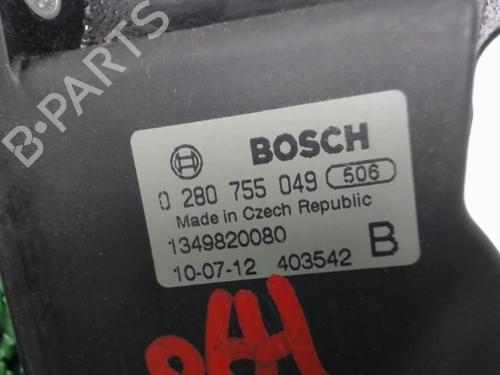 B-PARTS
BOSCH
0 280 755 049 506
Made in Czech Republic
1349820080
B
10-07-12 403542